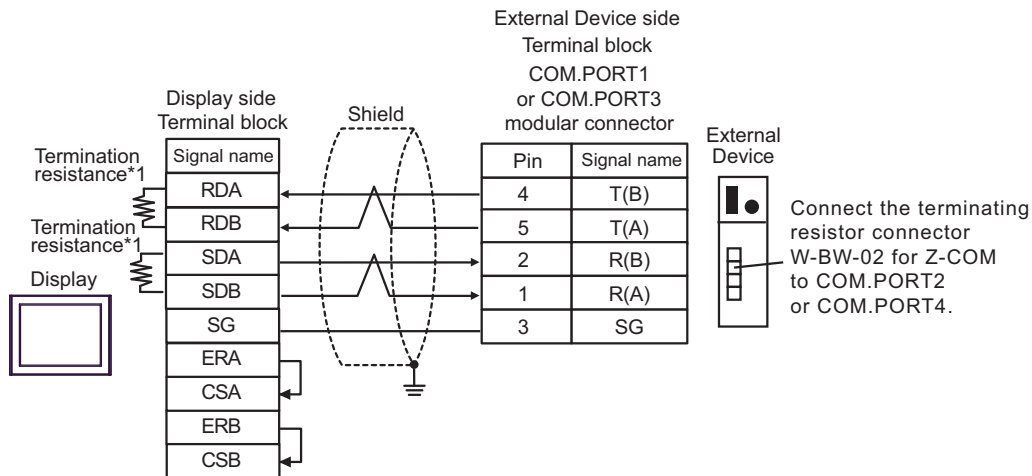 External Device side
Terminal block
COM.PORT1
or COM.PORT3
modular connector
Display side
Terminal block
Shield
External
Device
Termination
resistance*1
Termination
resistance*1
Display
Signal name
RDA
RDB
SDA
SDB
SG
ERA
CSA
ERB
CSB
Pin Signal name
4 T(B)
5 T(A)
2 R(B)
1 R(A)
3 SG
Connect the terminating
resistor connector
W-BW-02 for Z-COM
to COM.PORT2
or COM.PORT4.